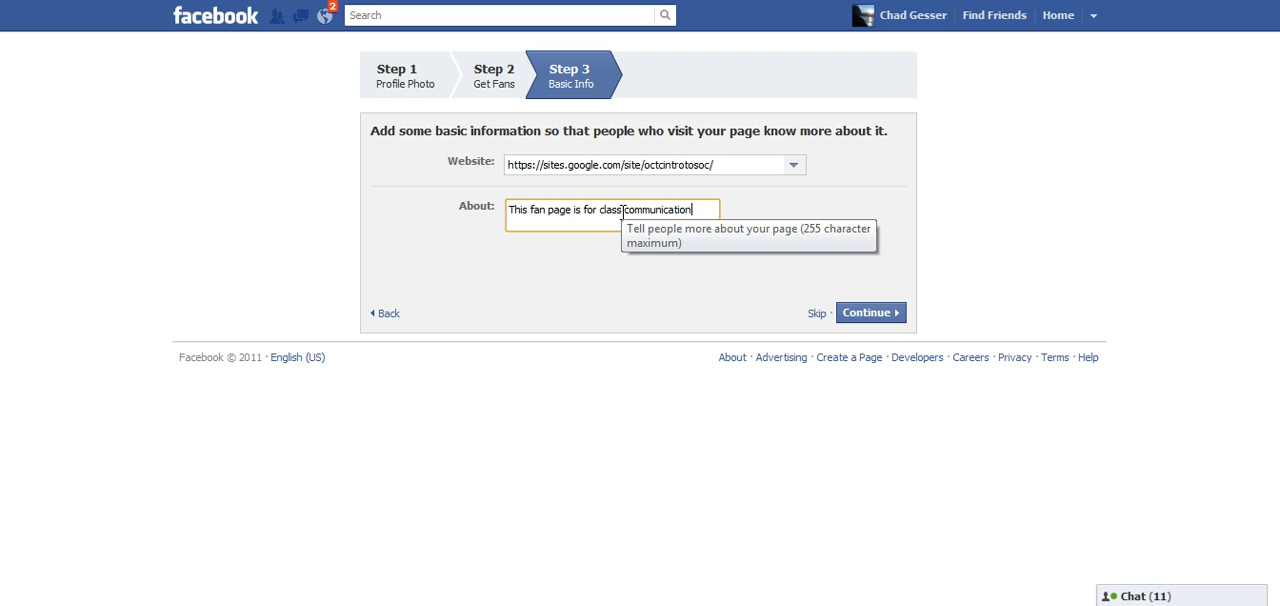 facebook
2
Search
Chad Gesser
Find Friends
Home
Step 1
Profile Photo
Step 2
Get Fans
Step 3
Basic Info
Add some basic information so that people who visit your page know more about it.
Website:
https://sites.google.com/site/octcintrotosoc/
About:
This fan page is for class communication
Tell people more about your page (255 character
maximum)
Back
Skip ·
Continue
Facebook © 2011 · English (US)
About · Advertising · Create a Page · Developers · Careers · Privacy · Terms · Help
Chat (11)